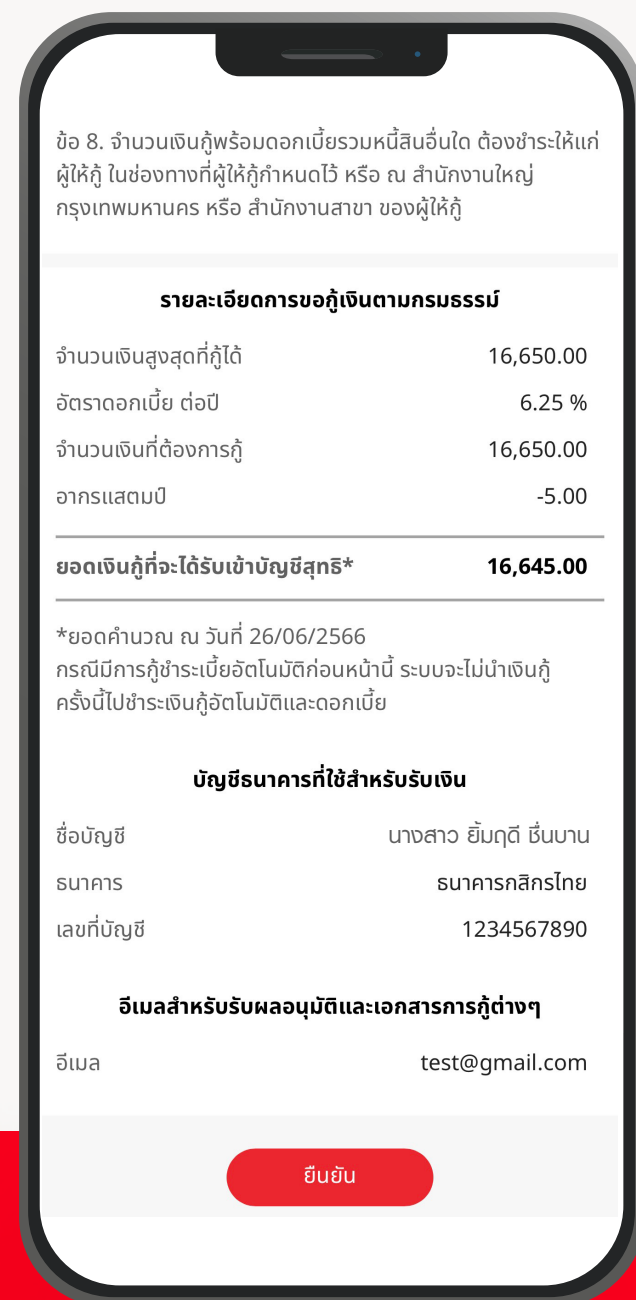 ข้อ 8. จำนวนเงินกู้พร้อมดอกเบี้ยรวมหนี้สินอื่นใด ต้องชำระให้แก่
ผู้ให้กู้ ในช่องทางที่ผู้ให้กู้กำหนดไว้ หรือ ณ สำนักงานใหญ่
กรุงเทพมหานคร หรือ สำนักงานสาขา ของผู้ให้กู้
รายละเอียดการขอกู้เงินตามกรมธรรม์
จำนวนเงินสูงสุดที่กู้ได้ 16,650.00
อัตราดอกเบี้ย ต่อปี 6.25 %
จำนวนเงินที่ต้องการกู้ 16,650.00
อากรแสตมป์ -5.00
ยอดเงินกู้ที่จะได้รับเข้าบัญชีสุทธิ* 16,645.00
*ยอดคำนวณ ณ วันที่ 26/06/2566
กรณีมีการกู้ชำระเบี้ยอัตโนมัติก่อนหน้านี้ ระบบจะไม่นำเงินกู้
ครั้งนี้ไปชำระเงินกู้อัตโนมัติและดอกเบี้ย
บัญชีธนาคารที่ใช้สำหรับรับเงิน
ชื่อบัญชี นางสาว ยิ้มฤดี ชื่นบาน
ธนาคาร ธนาคารกสิกรไทย
เลขที่บัญชี 1234567890
อีเมลสำหรับรับผลอนุมัติและเอกสารการกู้ต่างๆ
อีเมล test@gmail.com
ยืนยัน